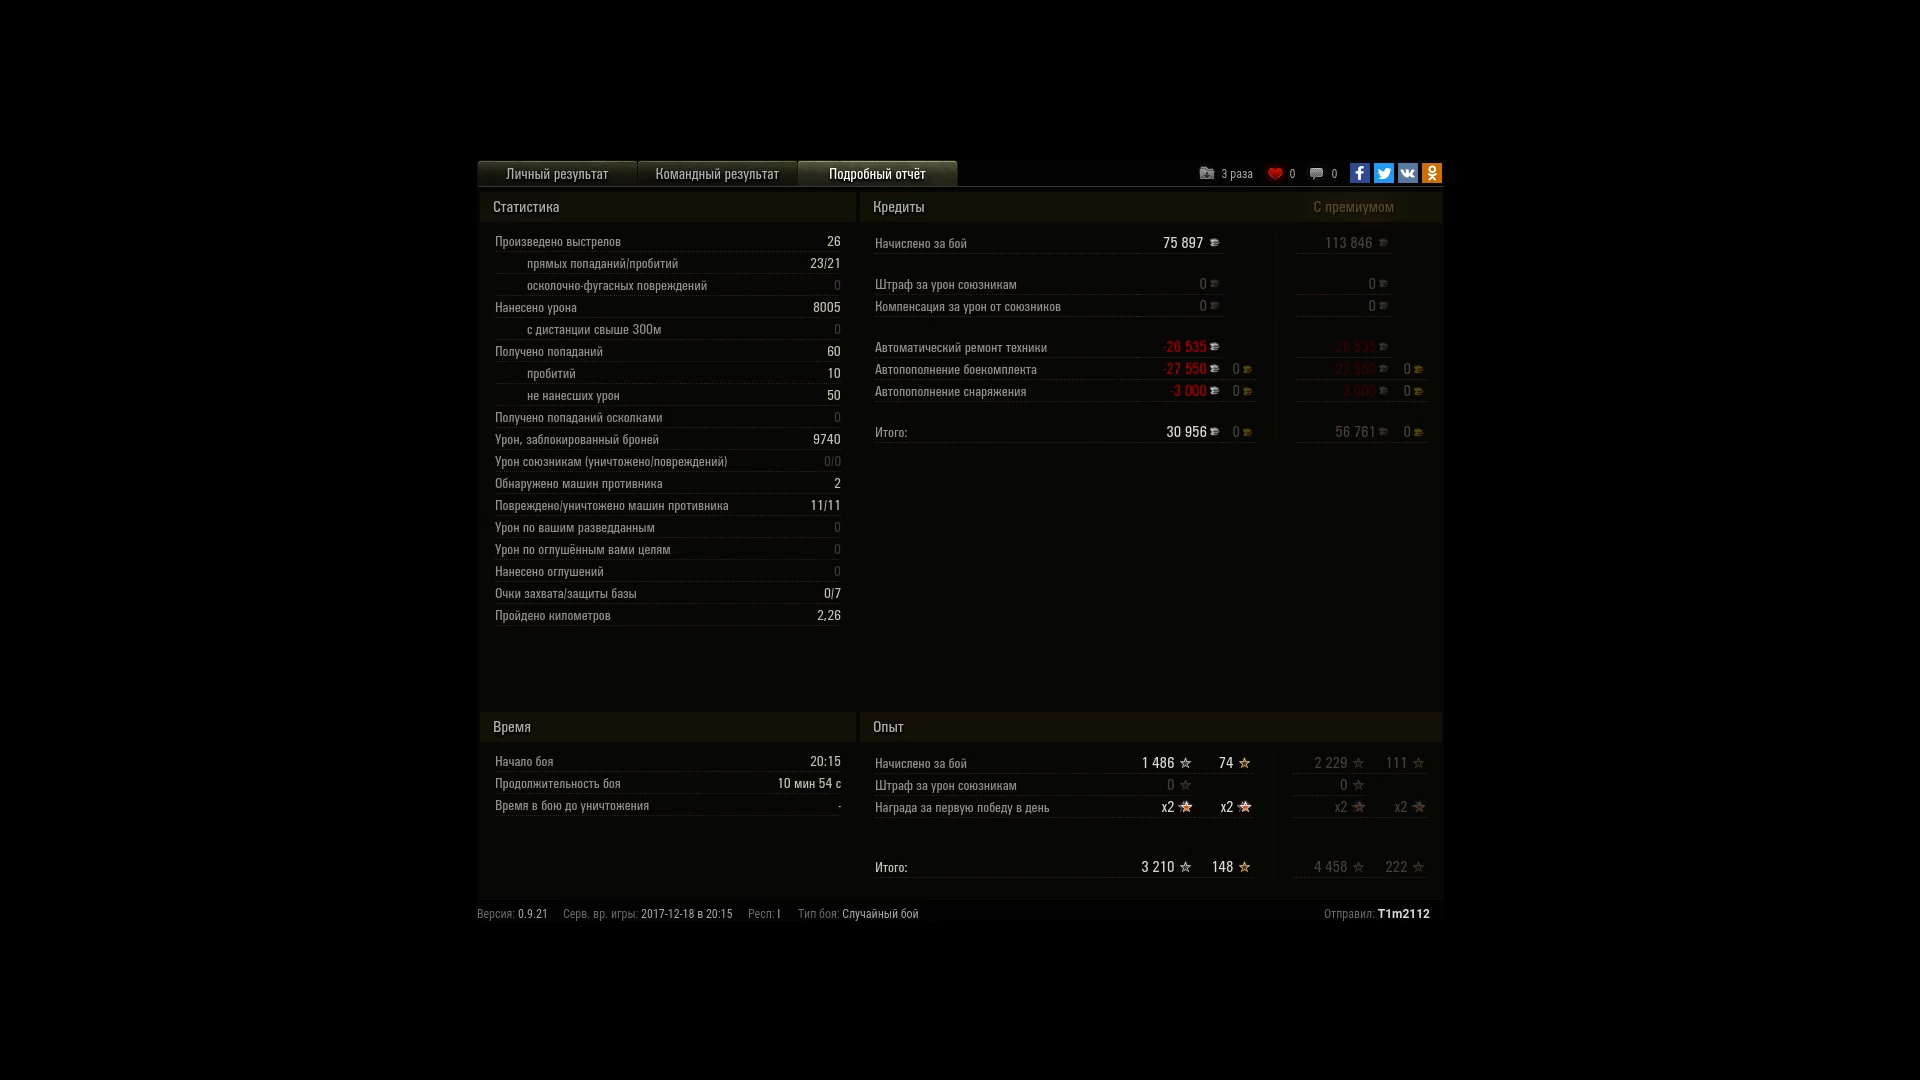 Личный результат Командный результат Подробный отчёт 3 раза 0 0
Статистика
Произведено выстрелов 26
прямых попаданий/пробитий 23/21
осколочно-фугасных повреждений 0
Нанесено урона 8005
с дистанции свыше 300м 0
Получено попаданий 60
пробитий 10
не нанесших урон 50
Получено попаданий осколками 0
Урон, заблокированный броней 9740
Урон союзникам (уничтожено/повреждений) 0/0
Обнаружено машин противника 2
Повреждено/уничтожено машин противника 11/11
Урон по вашим разведданным 0
Урон по оглушённым вами целям 0
Нанесено оглушений 0
Очки захвата/защиты базы 0/7
Пройдено километров 2,26
Кредиты С премиумом
Начислено за бой 75 897 113 846
Штраф за урон союзникам 0 0
Компенсация за урон от союзников 0 0
Автоматический ремонт техники -26 535 -26 535
Автопополнение боекомплекта -27 550 0 -27 550 0
Автопополнение снаряжения -3 000 0 -3 000 0
Итого: 30 956 0 56 761 0
Время
Начало боя 20:15
Продолжительность боя 10 мин 54 с
Время в бою до уничтожения -
Опыт
Начислено за бой 1 486 74 2 229 111
Штраф за урон союзникам 0 0
Награда за первую победу в день x2 x2 x2 x2
Итого: 3 210 148 4 458 222
Версия: 0.9.21 Серв. вр. игры: 2017-12-18 в 20:15 Респ: I Тип боя: Случайный бой Отправил: T1m2112